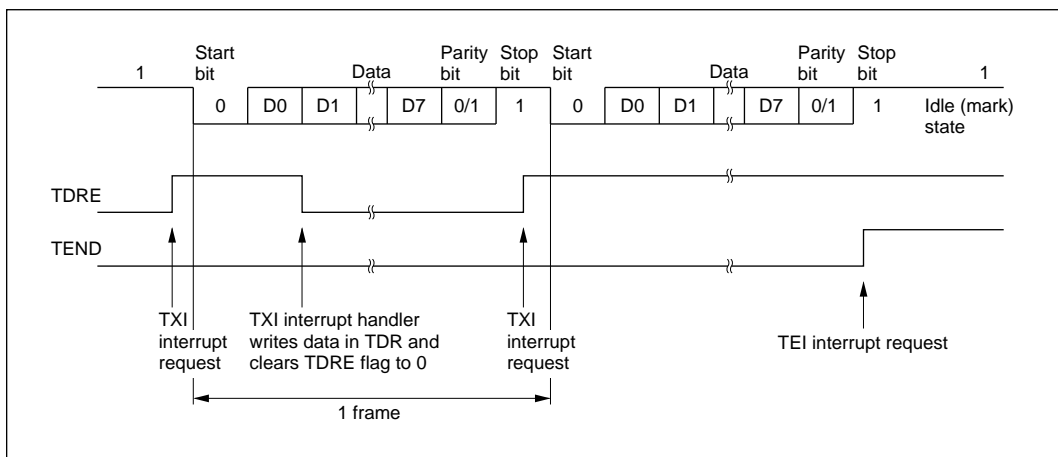 1
Start bit
Data
Parity bit
Stop bit
Start bit
Data
Parity bit
Stop bit
1
0 D0 D1 D7 0/1 1 0 D0 D1 D7 0/1 1
Idle (mark) state
TDRE
TEND
TXI interrupt request
TXI interrupt handler writes data in TDR and clears TDRE flag to 0
TXI interrupt request
TEI interrupt request
1 frame